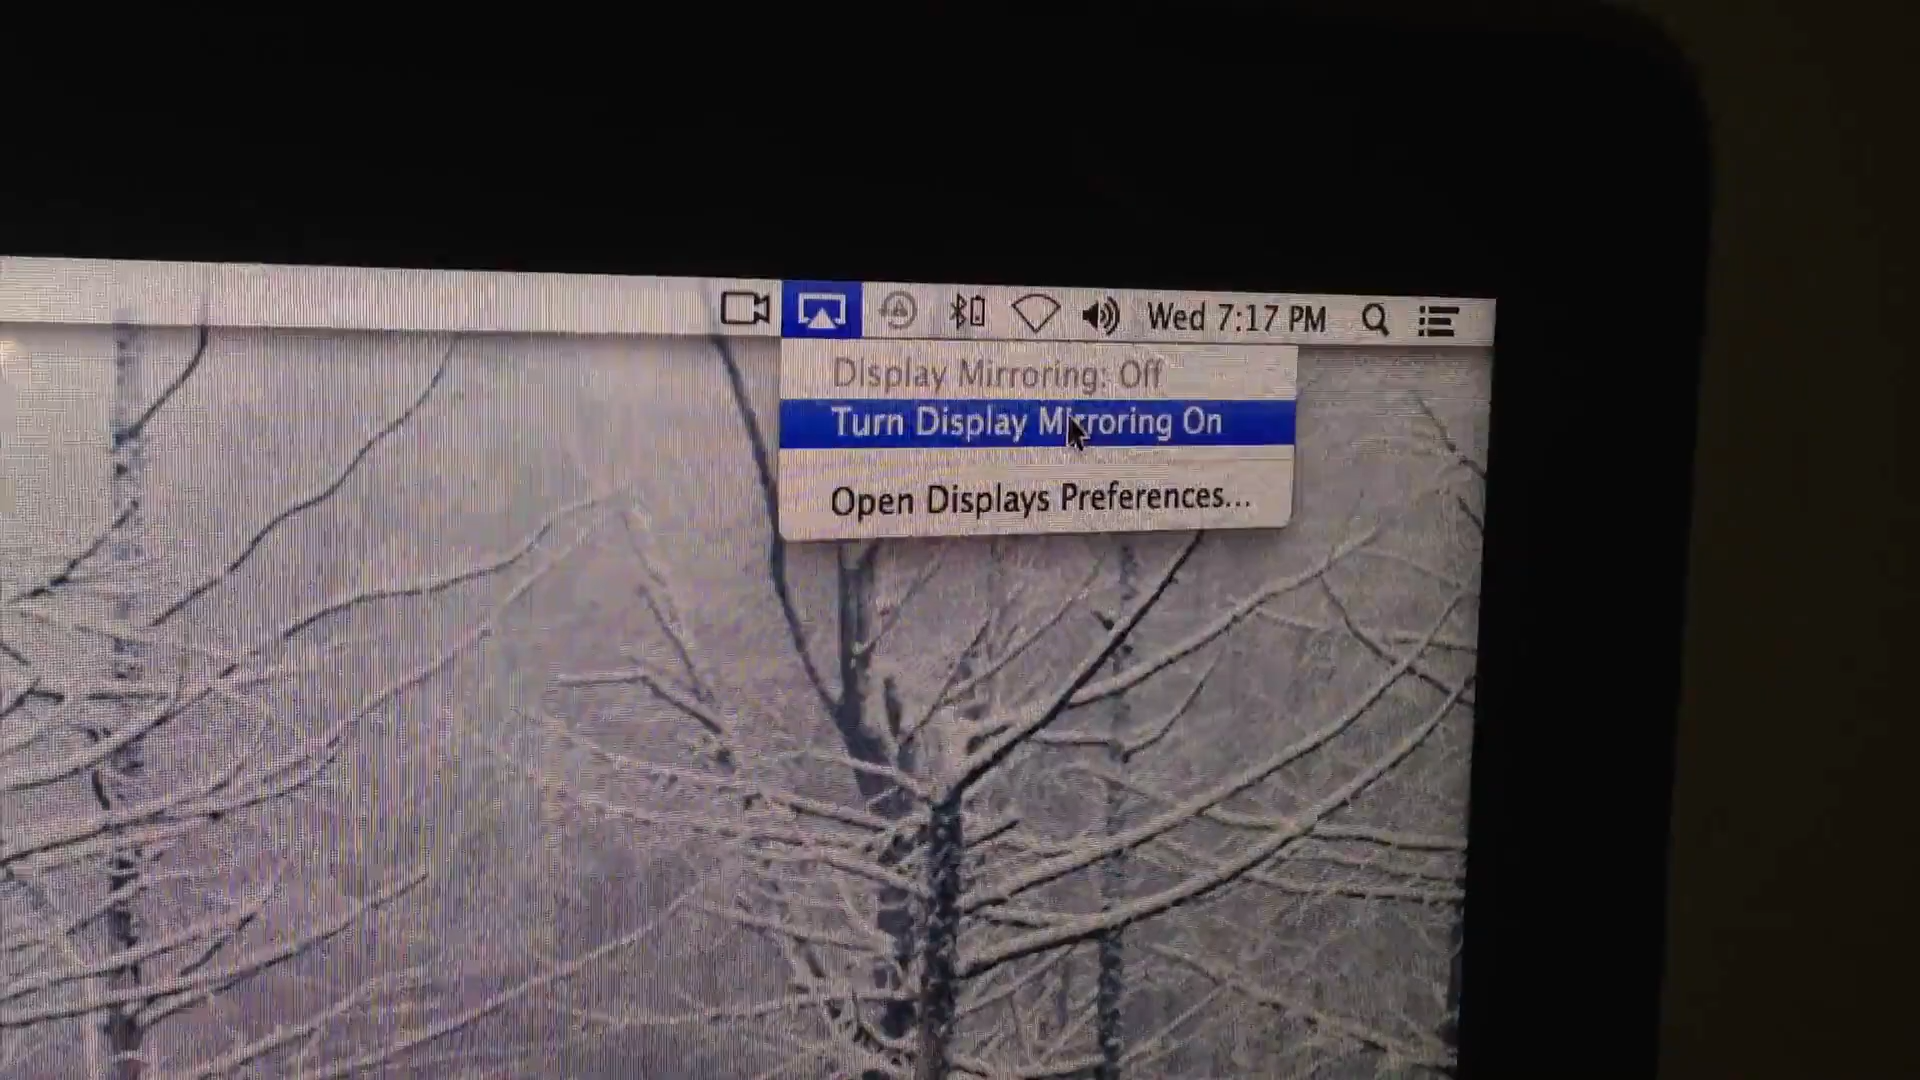 Wed 7:17 PM
Display Mirroring: Off
Turn Display Mirroring On
Open Displays Preferences...